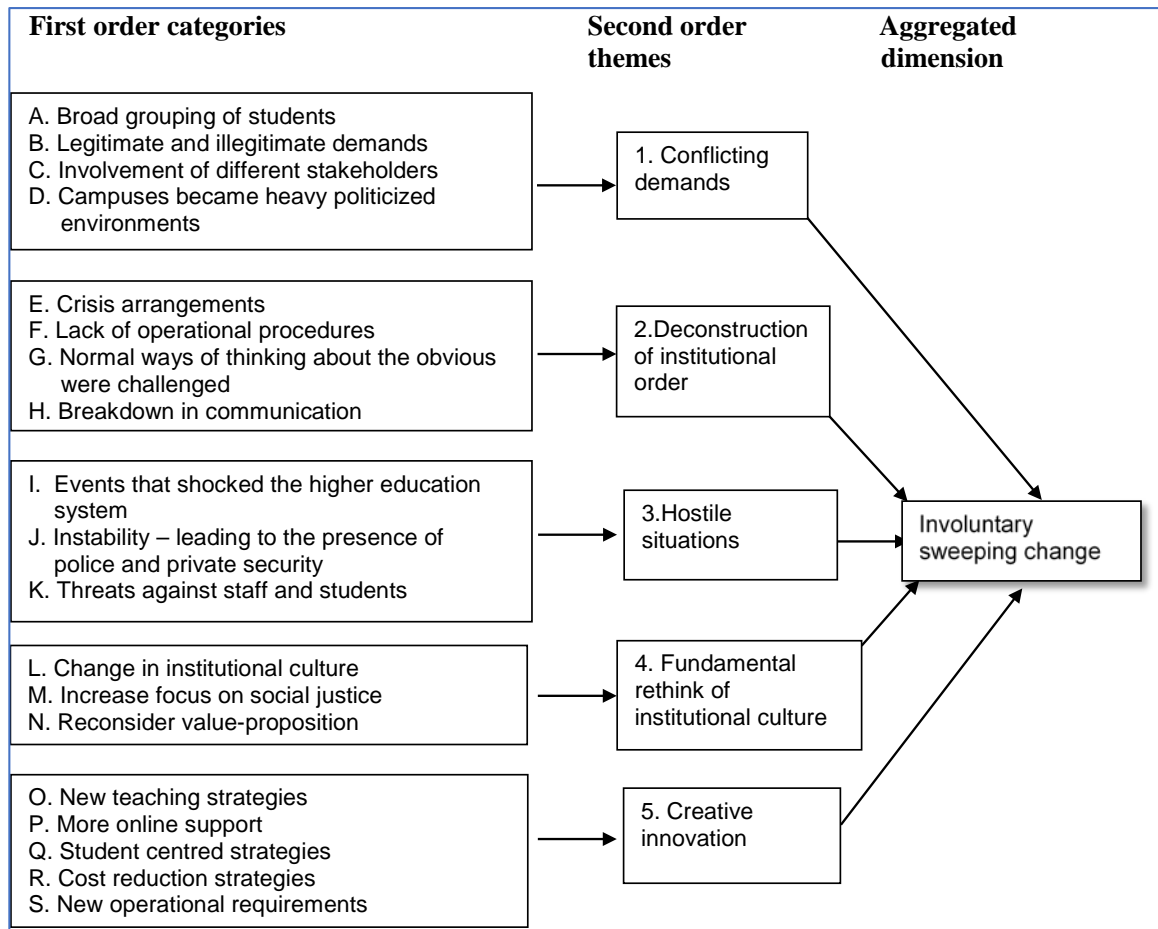 First order categories
Second order
themes
Aggregated
dimension
A. Broad grouping of students
B. Legitimate and illegitimate demands
C. Involvement of different stakeholders
D. Campuses became heavy politicized
environments
1. Conflicting
demands
E. Crisis arrangements
F. Lack of operational procedures
G. Normal ways of thinking about the obvious
were challenged
H. Breakdown in communication
2.Deconstruction
of institutional
order
I. Events that shocked the higher education
system
J. Instability – leading to the presence of
police and private security
K. Threats against staff and students
3.Hostile
situations
Involuntary
sweeping change
L. Change in institutional culture
M. Increase focus on social justice
N. Reconsider value-proposition
4. Fundamental
rethink of
institutional culture
O. New teaching strategies
P. More online support
Q. Student centred strategies
R. Cost reduction strategies
S. New operational requirements
5. Creative
innovation